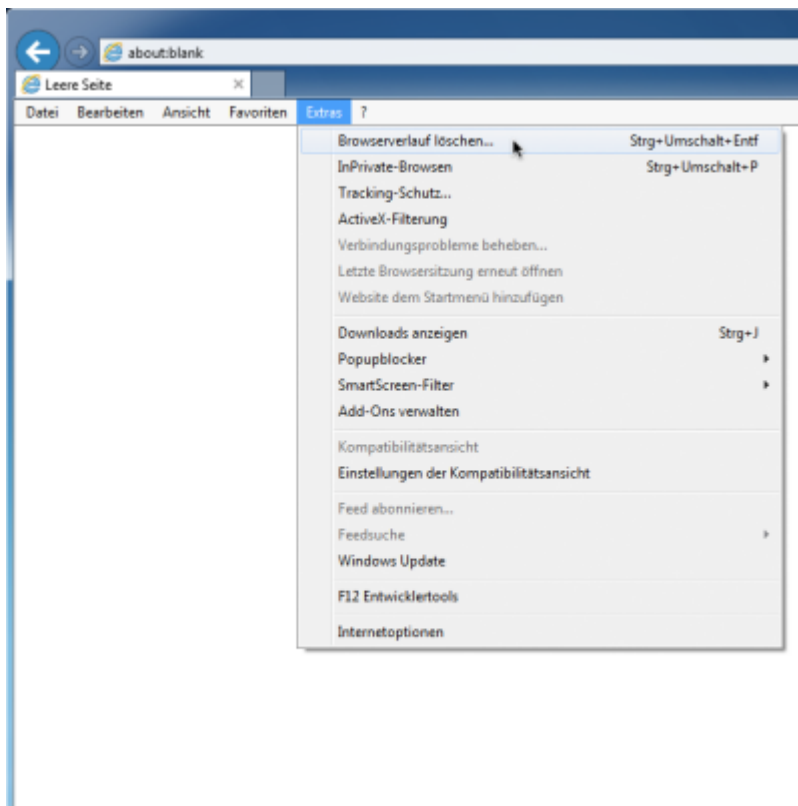 about:blank
Leere Seite
Datei Bearbeiten Ansicht Favoriten Extras ?
Browserverlauf löschen... Strg+Umschalt+Entf
InPrivate-Browsen Strg+Umschalt+P
Tracking-Schutz...
ActiveX-Filterung
Verbindungsprobleme beheben...
Letzte Browsersitzung erneut öffnen
Website dem Startmenü hinzufügen
Downloads anzeigen Strg+J
Popupblocker
SmartScreen-Filter
Add-Ons verwalten
Kompatibilitätsansicht
Einstellungen der Kompatibilitätsansicht
Feed abonnieren...
Feedsuche
Windows Update
F12 Entwicklertools
Internetoptionen